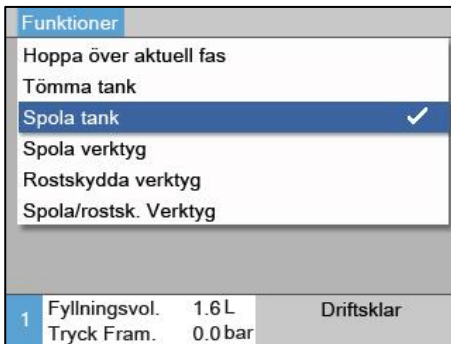 Funktioner
Hoppa över aktuell fas
Tömma tank
Spola tank
Spola verktyg
Rostskydda verktyg
Spola/rostsk. Verktyg
1 Fyllningsvol. 1.6 L Driftsklar
Tryck Fram. 0.0 bar